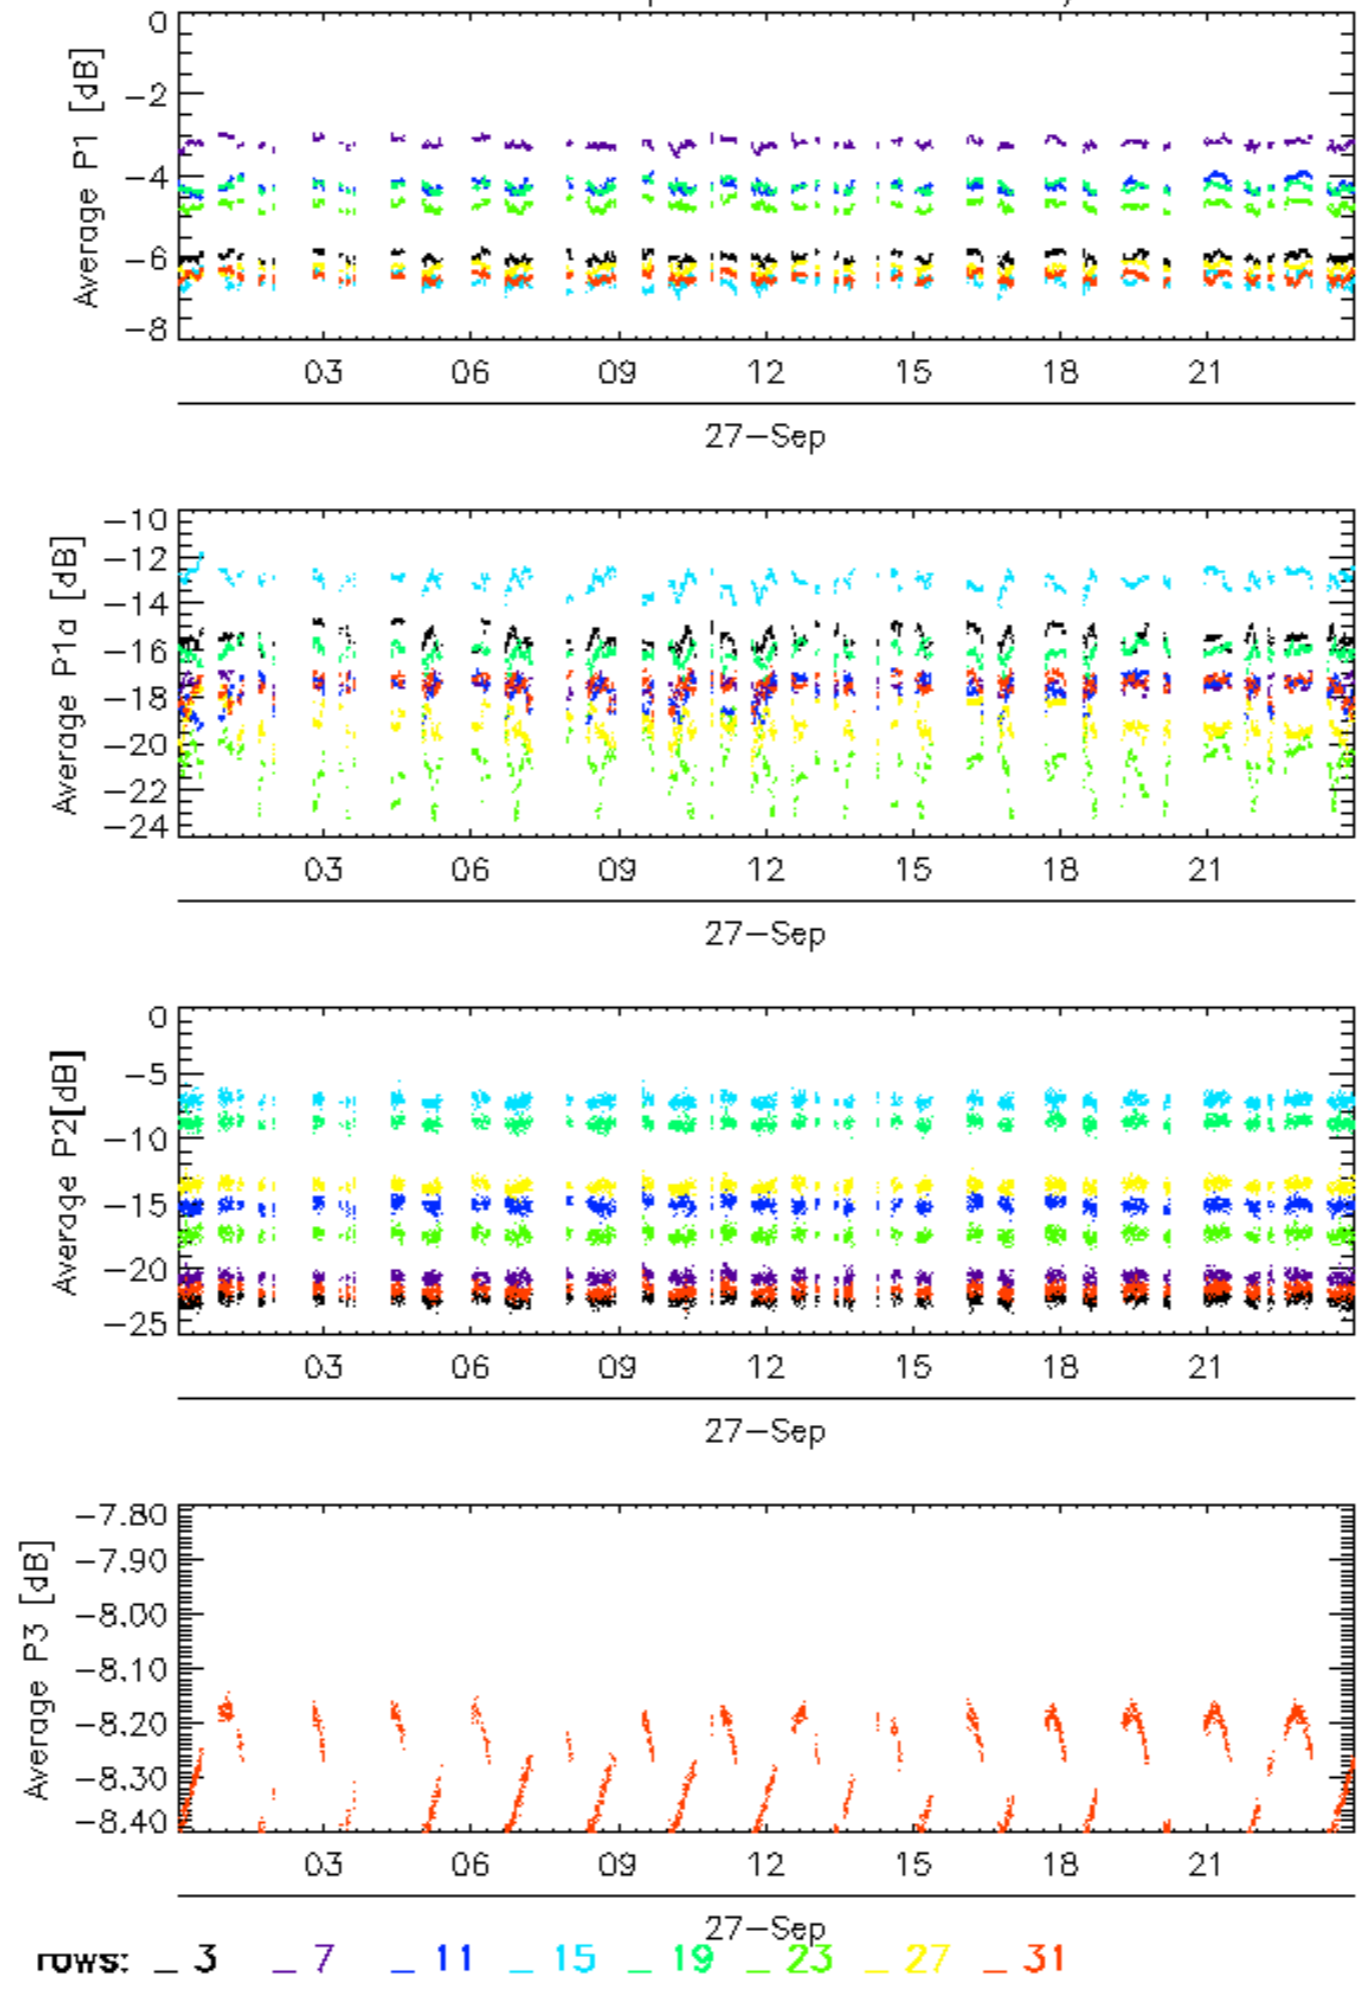 Average P1 [dB]
0
−2
−4
−6
−8
03 06 09 12 15 18 21
27−Sep
Average P1a [dB]
−10
−12
−14
−16
−18
−20
−22
−24
03 06 09 12 15 18 21
27−Sep
Average P2[dB]
0
−5
−10
−15
−20
−25
03 06 09 12 15 18 21
27−Sep
Average P3 [dB]
−7.80
−7.90
−8.00
−8.10
−8.20
−8.30
−8.40
03 06 09 12 15 18 21
27−Sep
rows: _ 3 _ 7 _ 11 _ 15 _ 19 _ 23 _ 27 _ 31